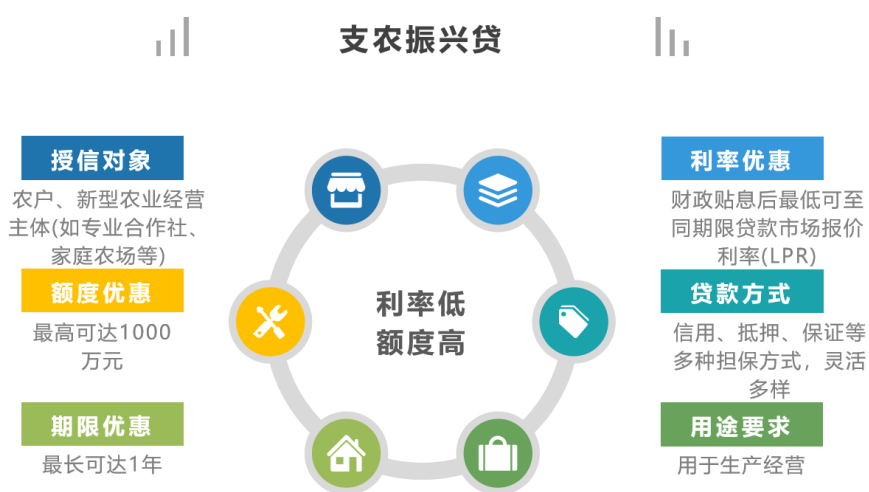 支农振兴贷
授信对象
农户、新型农业经营
主体(如专业合作社、
家庭农场等)
额度优惠
最高可达1000
万元
期限优惠
最长可达1年
利率低
额度高
利率优惠
财政贴息后最低可至
同期限贷款市场报价
利率(LPR)
贷款方式
信用、抵押、保证等
多种担保方式，灵活
多样
用途要求
用于生产经营